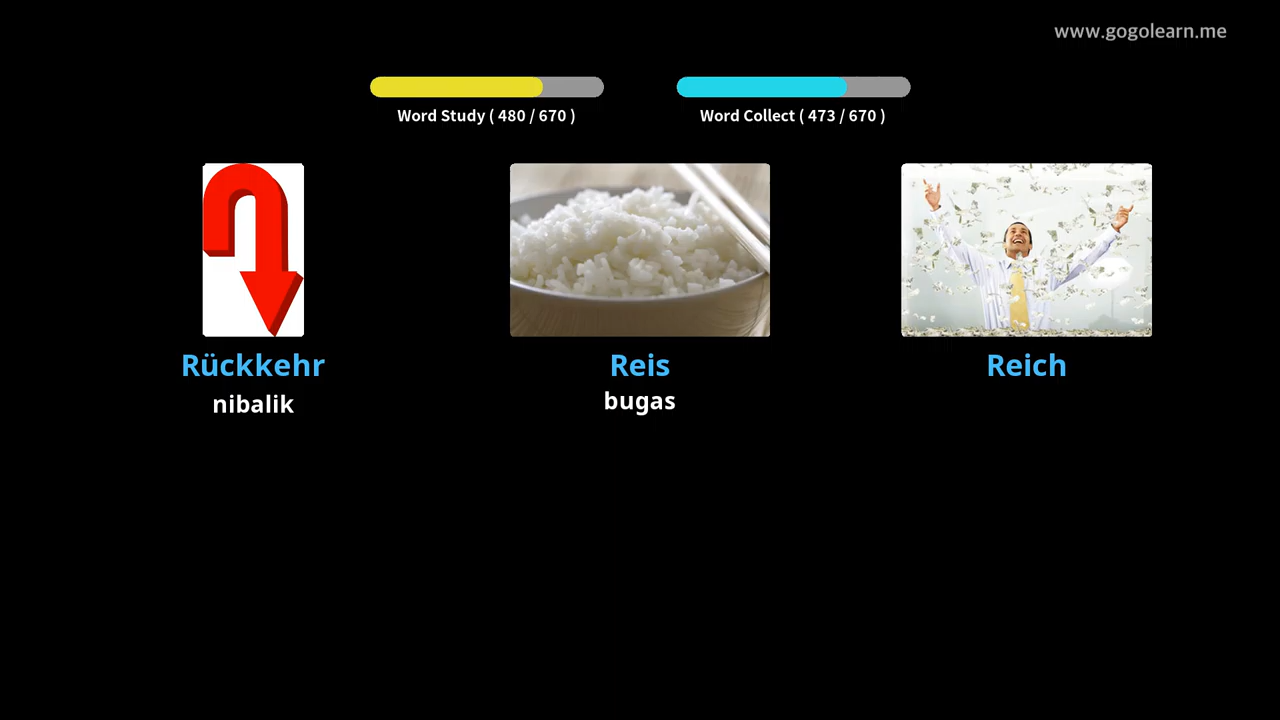 www.gogolearn.me
Word Study ( 480 / 670 )
Word Collect ( 473 / 670 )
Rückkehr
nibalik
Reis
bugas
Reich